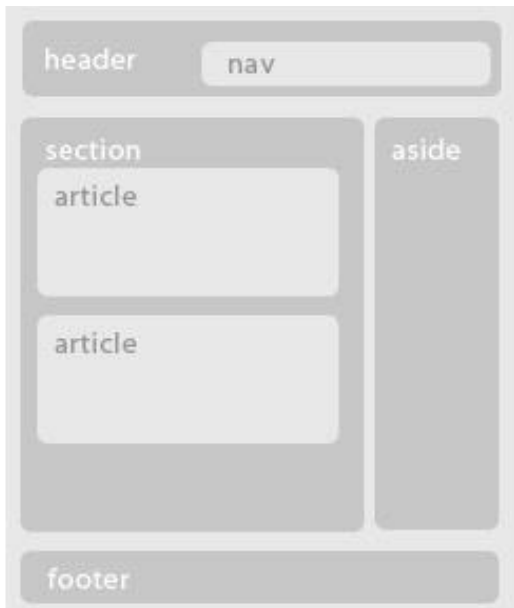 header
nav
section
aside
article
article
footer